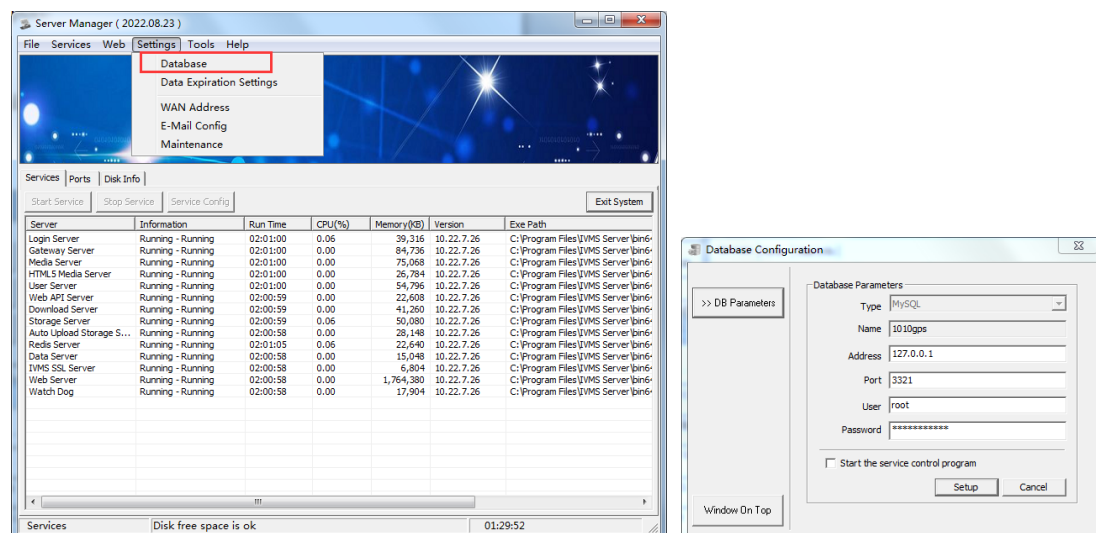 Server Manager ( 2022.08.23 )
File Services Web Settings Tools Help
Database
Data Expiration Settings
WAN Address
E-Mail Config
Maintenance
Services Ports Disk Info
Start Service Stop Service Service Config Exit System
Server Information Run Time CPU(%) Memory(KB) Version Exe Path
Login Server Running - Running 02:01:00 0.06 39,316 10.22.7.26 C:\Program Files\IVMS Server\bin64
Gateway Server Running - Running 02:01:00 0.00 84,736 10.22.7.26 C:\Program Files\IVMS Server\bin64
Media Server Running - Running 02:01:00 0.00 75,068 10.22.7.26 C:\Program Files\IVMS Server\bin64
HTML5 Media Server Running - Running 02:01:00 0.00 26,784 10.22.7.26 C:\Program Files\IVMS Server\bin64
User Server Running - Running 02:01:00 0.00 54,796 10.22.7.26 C:\Program Files\IVMS Server\bin64
Web API Server Running - Running 02:00:59 0.00 22,608 10.22.7.26 C:\Program Files\IVMS Server\bin64
Download Server Running - Running 02:00:59 0.00 41,260 10.22.7.26 C:\Program Files\IVMS Server\bin64
Storage Server Running - Running 02:00:59 0.06 50,080 10.22.7.26 C:\Program Files\IVMS Server\bin64
Auto Upload Storage S... Running - Running 02:00:58 0.00 28,148 10.22.7.26 C:\Program Files\IVMS Server\bin64
Redis Server Running - Running 02:01:05 0.06 22,640 10.22.7.26 C:\Program Files\IVMS Server\bin64
Data Server Running - Running 02:00:58 0.00 15,048 10.22.7.26 C:\Program Files\IVMS Server\bin64
IVMS SSL Server Running - Running 02:00:58 0.00 6,804 10.22.7.26 C:\Program Files\IVMS Server\bin64
Web Server Running - Running 02:00:58 0.00 1,764,380 10.22.7.26 C:\Program Files\IVMS Server\bin64
Watch Dog Running - Running 02:00:58 0.00 17,904 10.22.7.26 C:\Program Files\IVMS Server\bin64
Services Disk free space is ok 01:29:52
Database Configuration
>> DB Parameters
Window On Top
Database Parameters
Type MySQL
Name 1010gps
Address 127.0.0.1
Port 3321
User root
Password ***********
Start the service control program
Setup Cancel